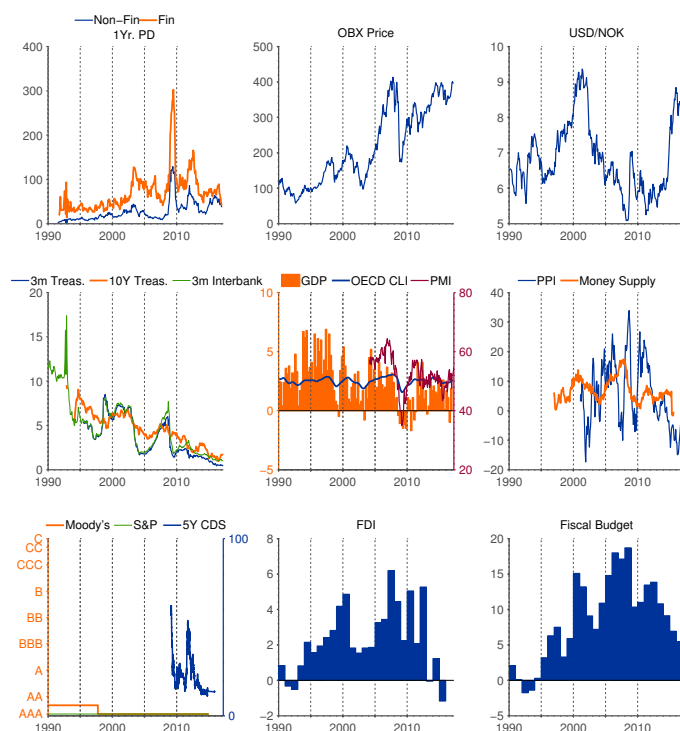 Non-Fin Fin
1Yr. PD
400
300
200
100
0
1990 2000 2010
OBX Price
500
400
300
200
100
0
1990 2000 2010
USD/NOK
10
9
8
7
6
5
1990 2000 2010
3m Treas. 10Y Treas. 3m Interbank
20
15
10
5
0
1990 2000 2010
GDP OECD CLI PMI
10 80
5 60
0 40
−5 20
1990 2000 2010
PPI Money Supply
40
30
20
10
0
−10
−20
1990 2000 2010
Moody's S&P 5Y CDS
C 100
CC
CCC
B
BB
BBB
A
AA
AAA 0
1990 2000 2010
FDI
8
6
4
2
0
−2
1990 2000 2010
Fiscal Budget
20
15
10
5
0
−5
1990 2000 2010